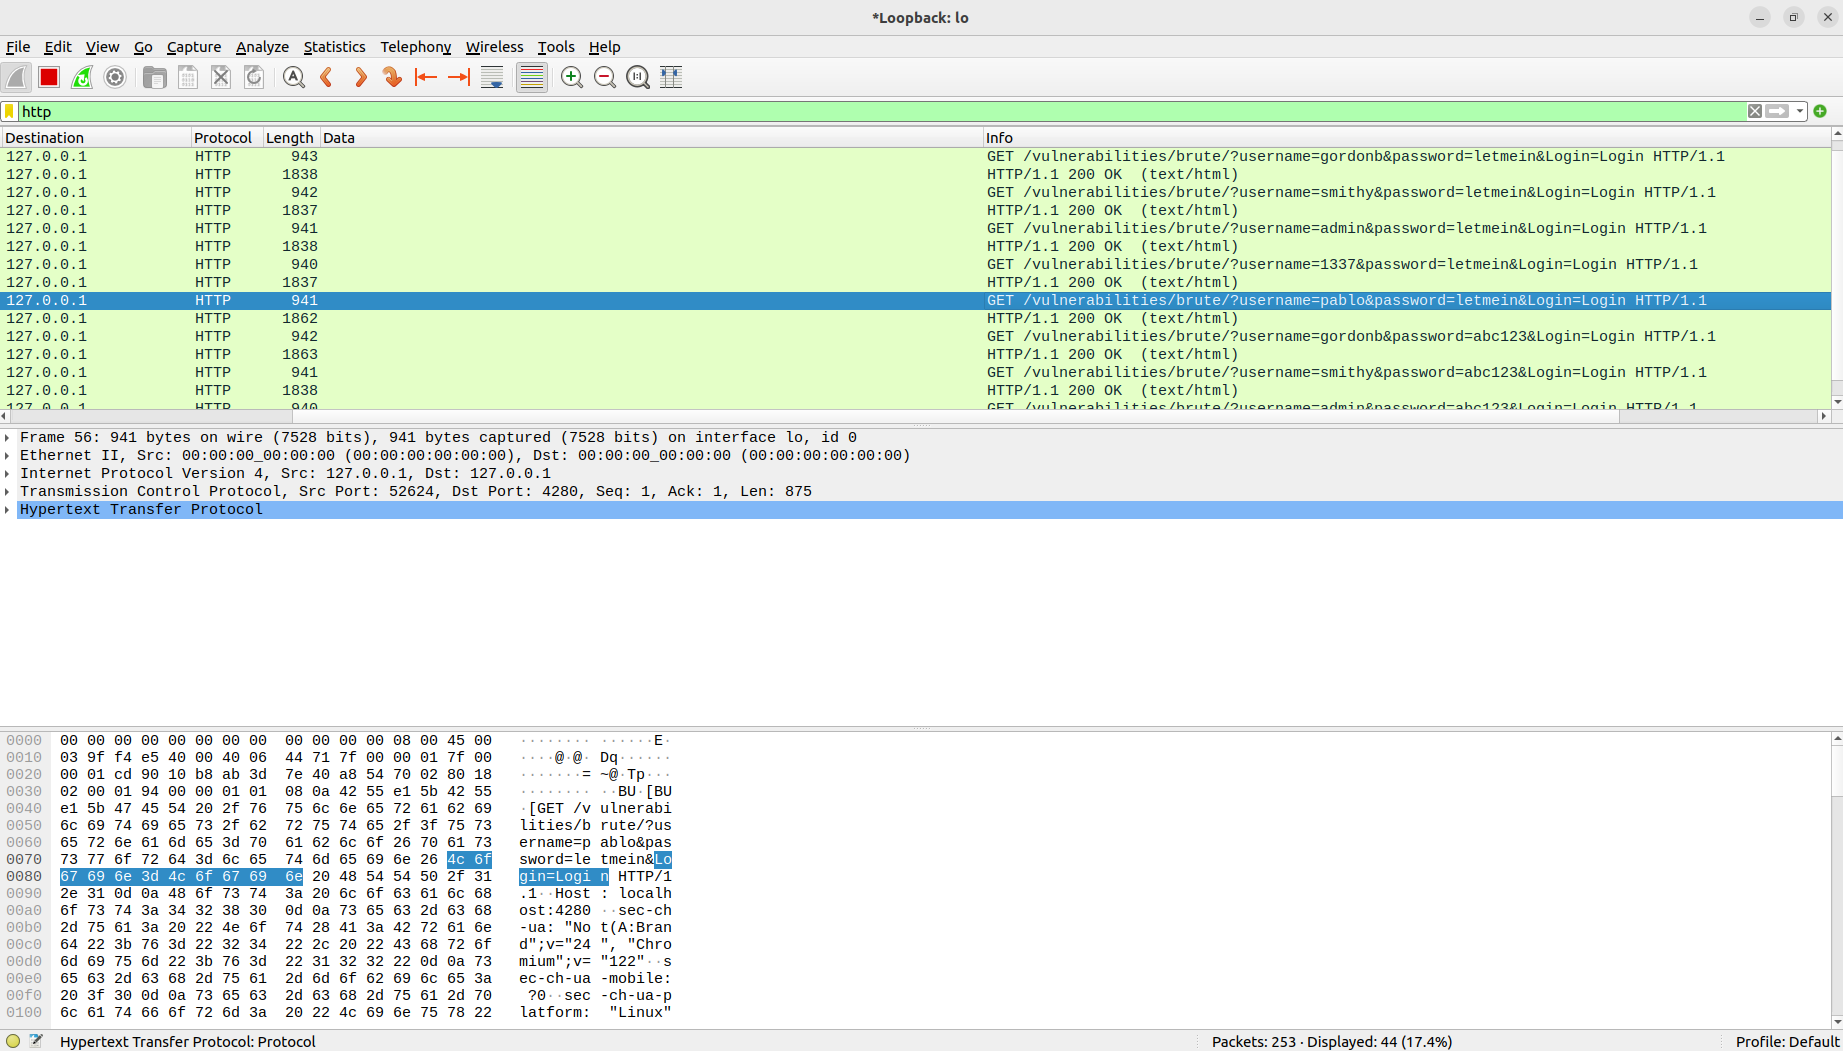 *Loopback: lo
File Edit View Go Capture Analyze Statistics Telephony Wireless Tools Help
http
Destination Protocol Length Data Info
127.0.0.1 HTTP 943 GET /vulnerabilities/brute/?username=gordonb&password=letmein&Login=Login HTTP/1.1
127.0.0.1 HTTP 1838 HTTP/1.1 200 OK (text/html)
127.0.0.1 HTTP 942 GET /vulnerabilities/brute/?username=smithy&password=letmein&Login=Login HTTP/1.1
127.0.0.1 HTTP 1837 HTTP/1.1 200 OK (text/html)
127.0.0.1 HTTP 941 GET /vulnerabilities/brute/?username=admin&password=letmein&Login=Login HTTP/1.1
127.0.0.1 HTTP 1838 HTTP/1.1 200 OK (text/html)
127.0.0.1 HTTP 940 GET /vulnerabilities/brute/?username=1337&password=letmein&Login=Login HTTP/1.1
127.0.0.1 HTTP 1837 HTTP/1.1 200 OK (text/html)
127.0.0.1 HTTP 941 GET /vulnerabilities/brute/?username=pablo&password=letmein&Login=Login HTTP/1.1
127.0.0.1 HTTP 1862 HTTP/1.1 200 OK (text/html)
127.0.0.1 HTTP 942 GET /vulnerabilities/brute/?username=gordonb&password=abc123&Login=Login HTTP/1.1
127.0.0.1 HTTP 1863 HTTP/1.1 200 OK (text/html)
127.0.0.1 HTTP 941 GET /vulnerabilities/brute/?username=smithy&password=abc123&Login=Login HTTP/1.1
127.0.0.1 HTTP 1838 HTTP/1.1 200 OK (text/html)
127.0.0.1 HTTP 940 GET /vulnerabilities/brute/?username=admin&password=abc123&Login=Login HTTP/1.1
Frame 56: 941 bytes on wire (7528 bits), 941 bytes captured (7528 bits) on interface lo, id 0
Ethernet II, Src: 00:00:00_00:00:00 (00:00:00:00:00:00), Dst: 00:00:00_00:00:00 (00:00:00:00:00:00)
Internet Protocol Version 4, Src: 127.0.0.1, Dst: 127.0.0.1
Transmission Control Protocol, Src Port: 52624, Dst Port: 4280, Seq: 1, Ack: 1, Len: 875
Hypertext Transfer Protocol
0000 00 00 00 00 00 00 00 00 00 00 00 00 08 00 45 00 ········ ······E·
0010 03 9f f4 e5 40 00 40 06 44 71 7f 00 00 01 7f 00 ····@·@· Dq······
0020 00 01 cd 90 10 b8 ab 3d 7e 40 a8 54 70 02 80 18 ·······= ~@·Tp···
0030 02 00 01 94 00 00 01 01 08 0a 42 55 e1 5b 42 55 ········ ··BU·[BU
0040 e1 5b 47 45 54 20 2f 76 75 6c 6e 65 72 61 62 69 ·[GET /v ulnerabi
0050 6c 69 74 69 65 73 2f 62 72 75 74 65 2f 3f 75 73 lities/b rute/?us
0060 65 72 6e 61 6d 65 3d 70 61 62 6c 6f 26 70 61 73 ername=p ablo&pas
0070 73 77 6f 72 64 3d 6c 65 74 6d 65 69 6e 26 4c 6f sword=le tmein&Lo
0080 67 69 6e 3d 4c 6f 67 69 6e 20 48 54 54 50 2f 31 gin=Logi n HTTP/1
0090 2e 31 0d 0a 48 6f 73 74 3a 20 6c 6f 63 61 6c 68 .1··Host : localh
00a0 6f 73 74 3a 34 32 38 30 0d 0a 73 65 63 2d 63 68 ost:4280 ··sec-ch
00b0 2d 75 61 3a 20 22 4e 6f 74 28 41 3a 42 72 61 6e -ua: "No t(A:Bran
00c0 64 22 3b 76 3d 22 32 34 22 2c 20 22 43 68 72 6f d";v="24 ", "Chro
00d0 6d 69 75 6d 22 3b 76 3d 22 31 32 32 22 0d 0a 73 mium";v= "122"··s
00e0 65 63 2d 63 68 2d 75 61 2d 6d 6f 62 69 6c 65 3a ec-ch-ua -mobile:
00f0 20 3f 30 0d 0a 73 65 63 2d 63 68 2d 75 61 2d 70  ?0··sec -ch-ua-p
0100 6c 61 74 66 6f 72 6d 3a 20 22 4c 69 6e 75 78 22 latform:  "Linux"
Hypertext Transfer Protocol: Protocol Packets: 253 · Displayed: 44 (17.4%) Profile: Default